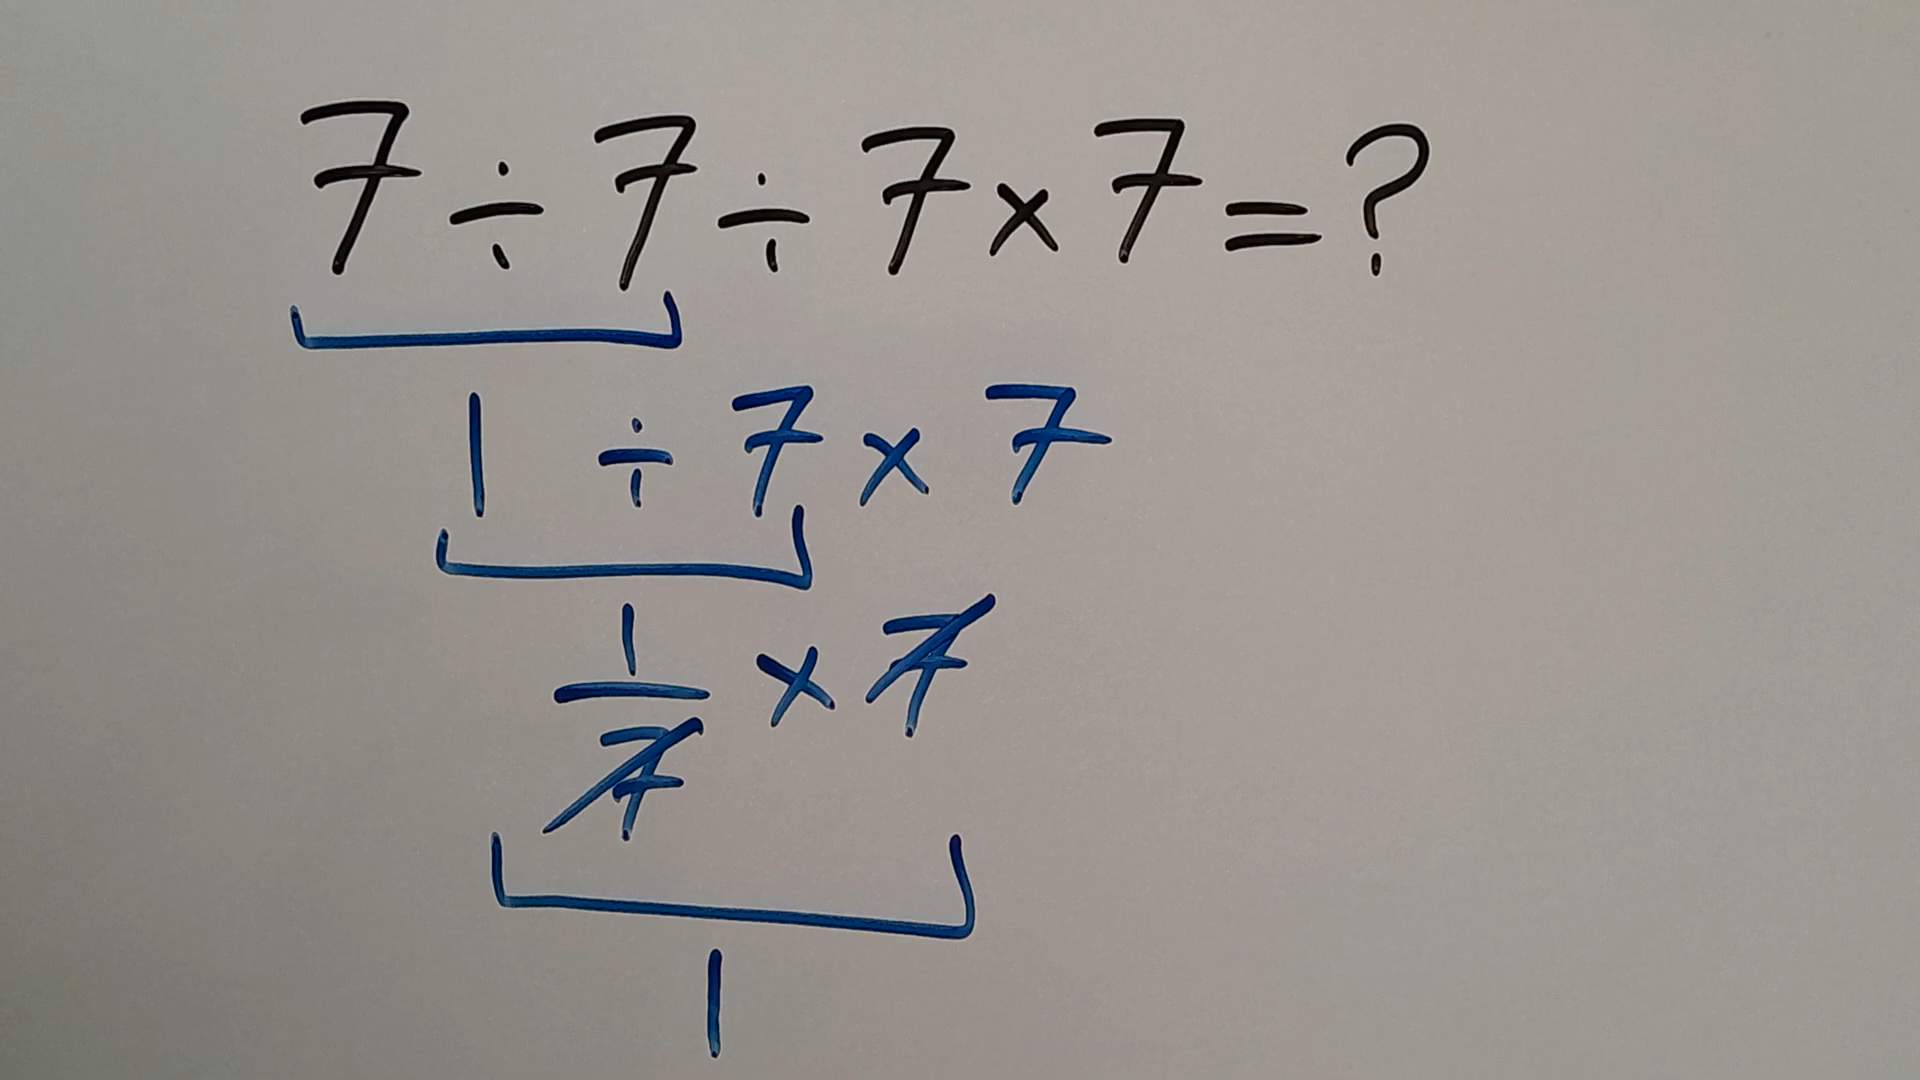 7 ÷ 7 ÷ 7 × 7 = ?
1 ÷ 7 × 7
1/7 × 7
1